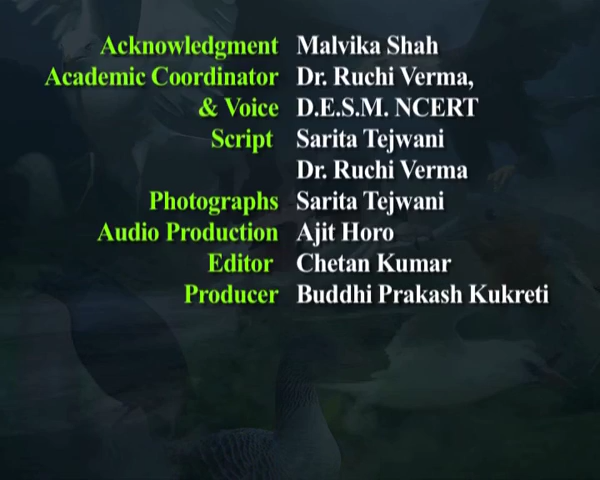 Acknowledgment Malvika Shah
Academic Coordinator Dr. Ruchi Verma,
& Voice D.E.S.M. NCERT
Script Sarita Tejwani
Dr. Ruchi Verma
Photographs Sarita Tejwani
Audio Production Ajit Horo
Editor Chetan Kumar
Producer Buddhi Prakash Kukreti